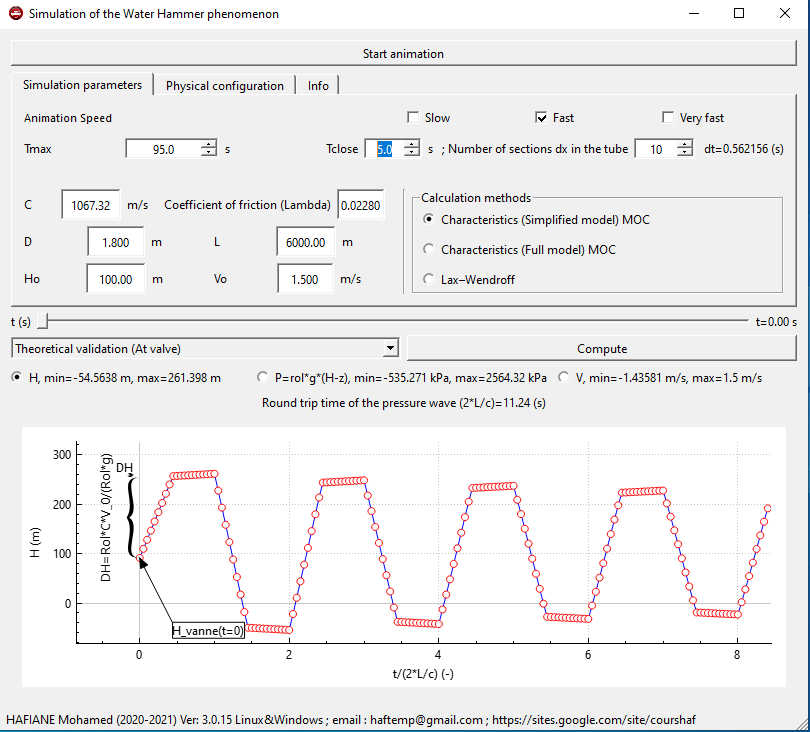 Simulation of the Water Hammer phenomenon
Start animation
Simulation parameters Physical configuration Info
Animation Speed Slow Fast Very fast
Tmax 95.0 s Tclose 5.0 s ; Number of sections dx in the tube 10 dt=0.562156 (s)
C 1067.32 m/s Coefficient of friction (Lambda) 0.02280
D 1.800 m L 6000.00 m
Ho 100.00 m Vo 1.500 m/s
Calculation methods
Characteristics (Simplified model) MOC
Characteristics (Full model) MOC
Lax–Wendroff
t (s) t=0.00 s
Theoretical validation (At valve) Compute
H, min=-54.5638 m, max=261.398 m P=rol*g*(H-z), min=-535.271 kPa, max=2564.32 kPa V, min=-1.43581 m/s, max=1.5 m/s
Round trip time of the pressure wave (2*L/c)=11.24 (s)
H (m)
300
200
100
0
DH=Rol*C*V_0/(Rol*g)
DH
H_vanne(t=0)
0 2 4 6 8
t/(2*L/c) (-)
HAFIANE Mohamed (2020-2021) Ver: 3.0.15 Linux&Windows ; email : haftemp@gmail.com ; https://sites.google.com/site/courshaf